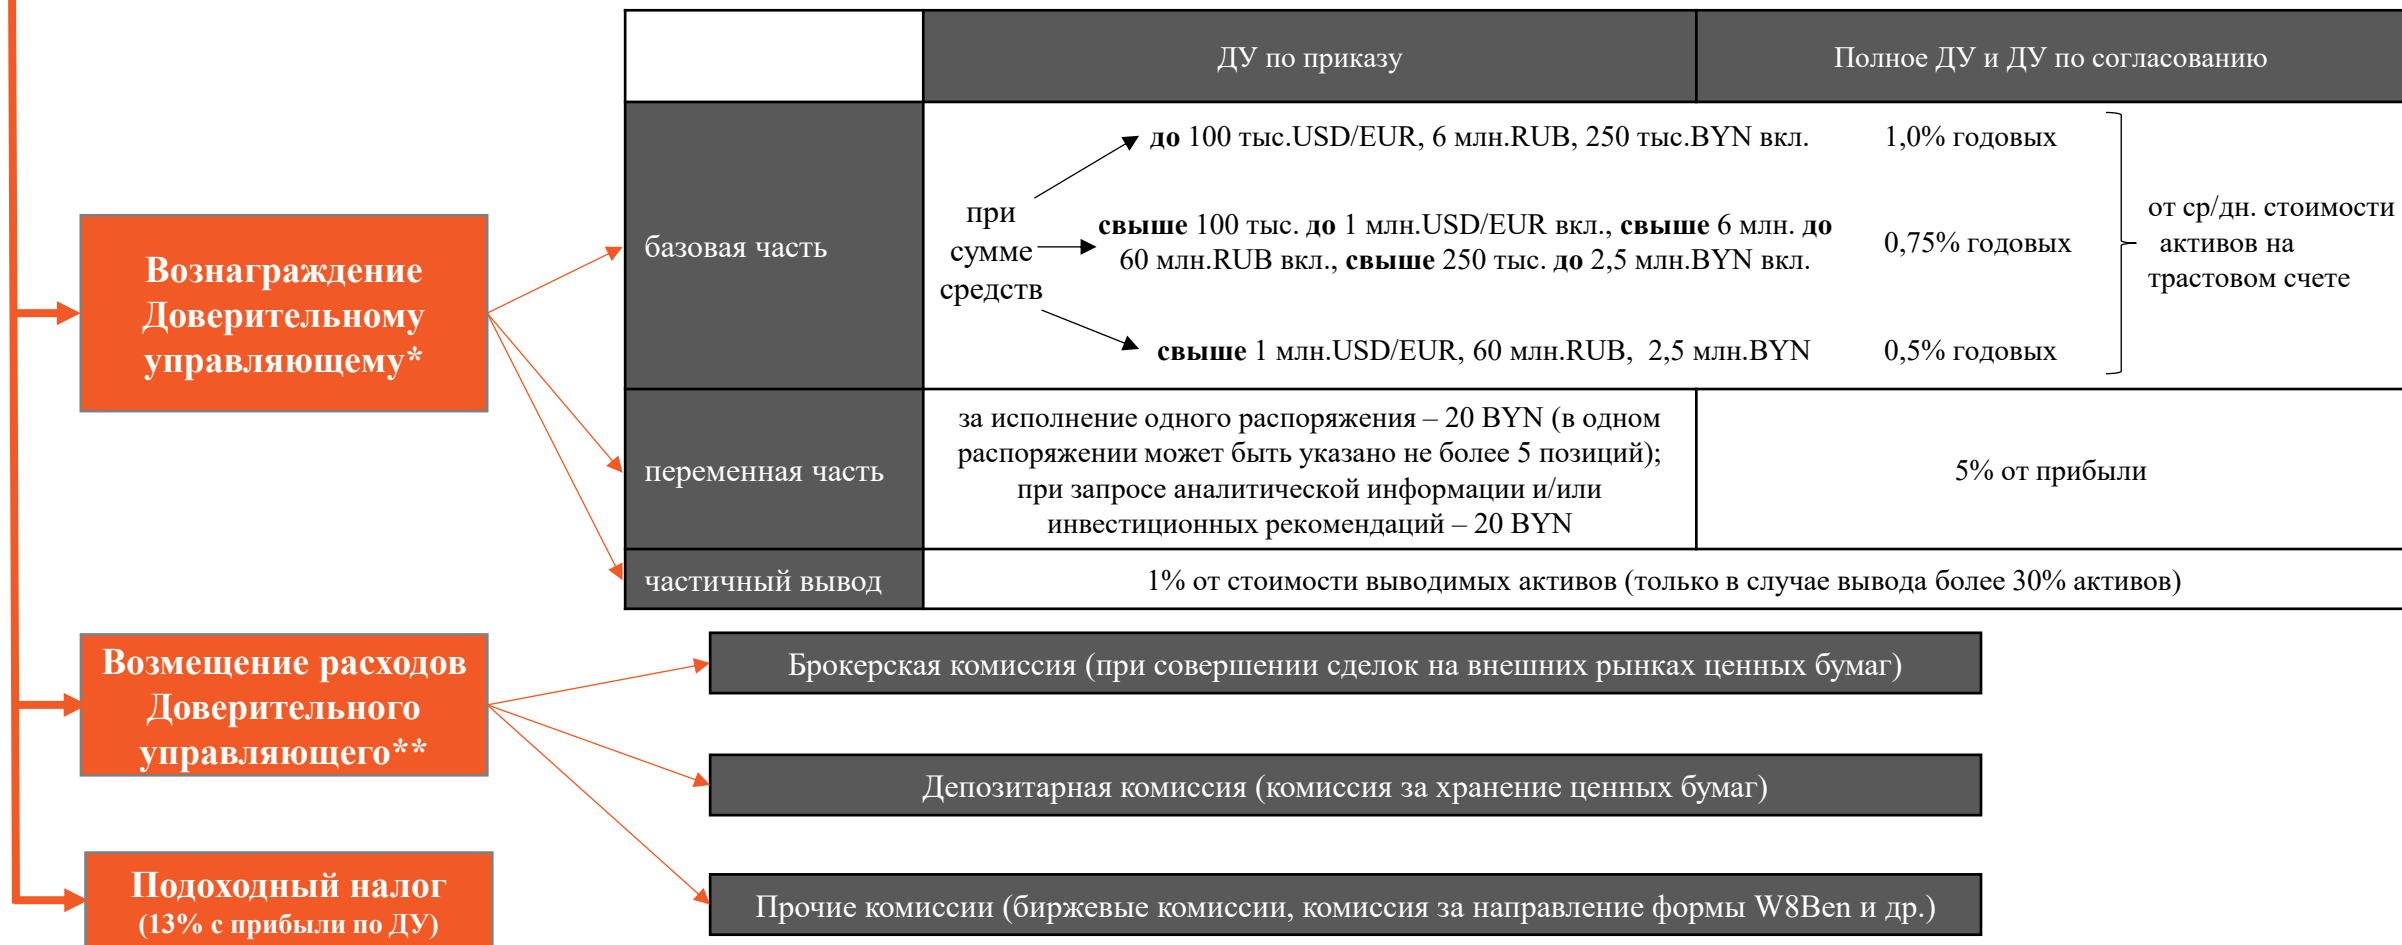 ДУ по приказу
Полное ДУ и ДУ по согласованию
Вознаграждение
Доверительному
управляющему*
базовая часть
при
сумме
средств
до 100 тыс.USD/EUR, 6 млн.RUB, 250 тыс.BYN вкл.
1,0% годовых
свыше 100 тыс. до 1 млн.USD/EUR вкл., свыше 6 млн. до
60 млн.RUB вкл., свыше 250 тыс. до 2,5 млн.BYN вкл.
0,75% годовых
свыше 1 млн.USD/EUR, 60 млн.RUB, 2,5 млн.BYN
0,5% годовых
от ср/дн. стоимости
активов на
трастовом счете
переменная часть
за исполнение одного распоряжения – 20 BYN (в одном
распоряжении может быть указано не более 5 позиций);
при запросе аналитической информации и/или
инвестиционных рекомендаций – 20 BYN
5% от прибыли
частичный вывод
1% от стоимости выводимых активов (только в случае вывода более 30% активов)
Возмещение расходов
Доверительного
управляющего**
Брокерская комиссия (при совершении сделок на внешних рынках ценных бумаг)
Депозитарная комиссия (комиссия за хранение ценных бумаг)
Прочие комиссии (биржевые комиссии, комиссия за направление формы W8Ben и др.)
Подоходный налог
(13% с прибыли по ДУ)